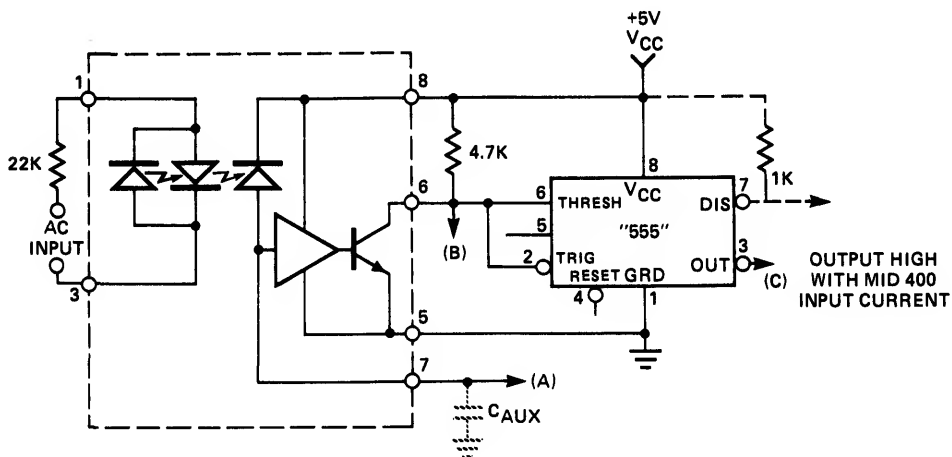 +5V
VCC
1
8
22K
4.7K
1K
6
8
6
VCC
7
THRESH
DIS
AC
INPUT
5
"555"
(B)
2
TRIG
3
OUT
(C)
RESET
GRD
4
1
3
5
OUTPUT HIGH
WITH MID 400
INPUT CURRENT
7
(A)
CAUX